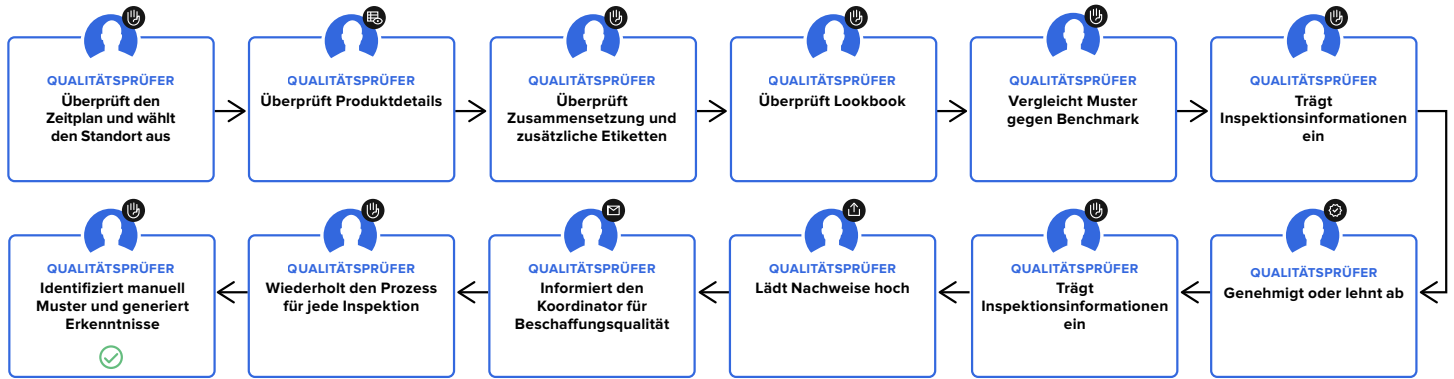 QUALITÄTSPRÜFER
Überprüft den
Zeitplan und wählt
den Standort aus
QUALITÄTSPRÜFER
Überprüft Produktdetails
QUALITÄTSPRÜFER
Überprüft
Zusammensetzung und
zusätzliche Etiketten
QUALITÄTSPRÜFER
Überprüft Lookbook
QUALITÄTSPRÜFER
Vergleicht Muster
gegen Benchmark
QUALITÄTSPRÜFER
Trägt
Inspektionsinformationen
ein
QUALITÄTSPRÜFER
Genehmigt oder lehnt ab
QUALITÄTSPRÜFER
Trägt
Inspektionsinformationen
ein
QUALITÄTSPRÜFER
Lädt Nachweise hoch
QUALITÄTSPRÜFER
Informiert den
Koordinator für
Beschaffungsqualität
QUALITÄTSPRÜFER
Wiederholt den Prozess
für jede Inspektion
QUALITÄTSPRÜFER
Identifiziert manuell
Muster und generiert
Erkenntnisse